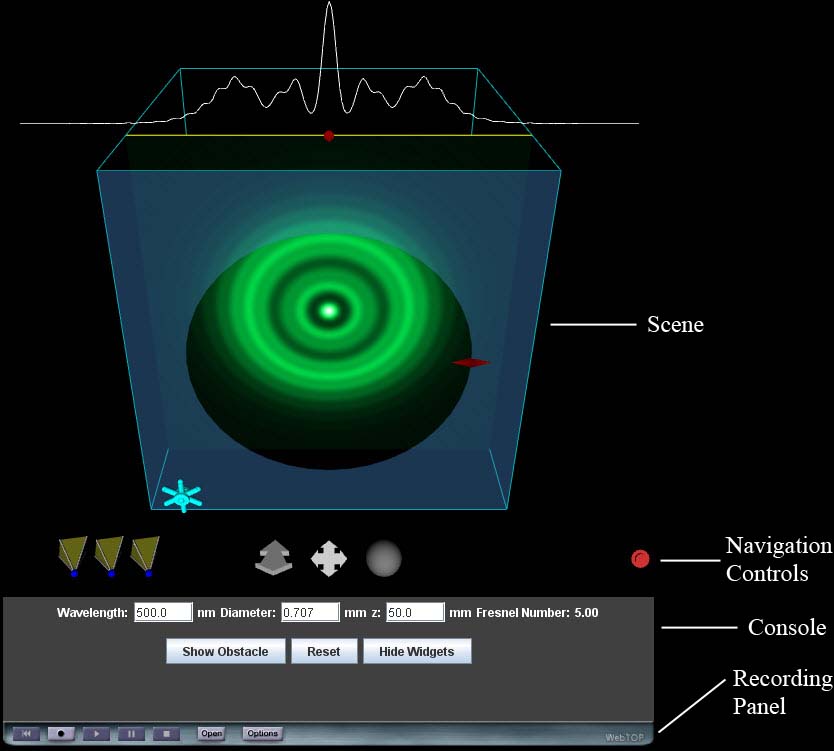 Scene
Navigation
Controls
Wavelength: 500.0 nm Diameter: 0.707 mm z: 50.0 mm Fresnel Number: 5.00
Console
Show Obstacle Reset Hide Widgets
Recording
Panel
Open Options WebTOP